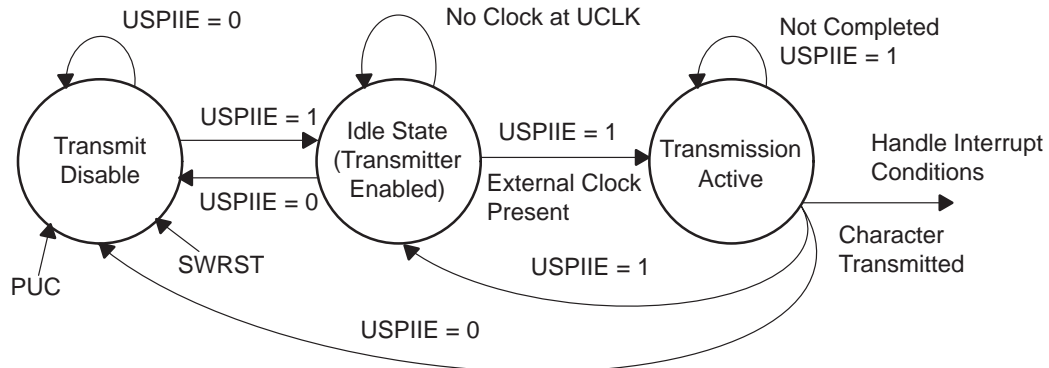 USPIIE = 0
No Clock at UCLK
Not Completed
USPIIE = 1
USPIIE = 1
Transmit
Disable
Idle State
(Transmitter
Enabled)
USPIIE = 1
Transmission
Active
Handle Interrupt
Conditions
USPIIE = 0
External Clock
Present
PUC
SWRST
USPIIE = 1
Character
Transmitted
USPIIE = 0